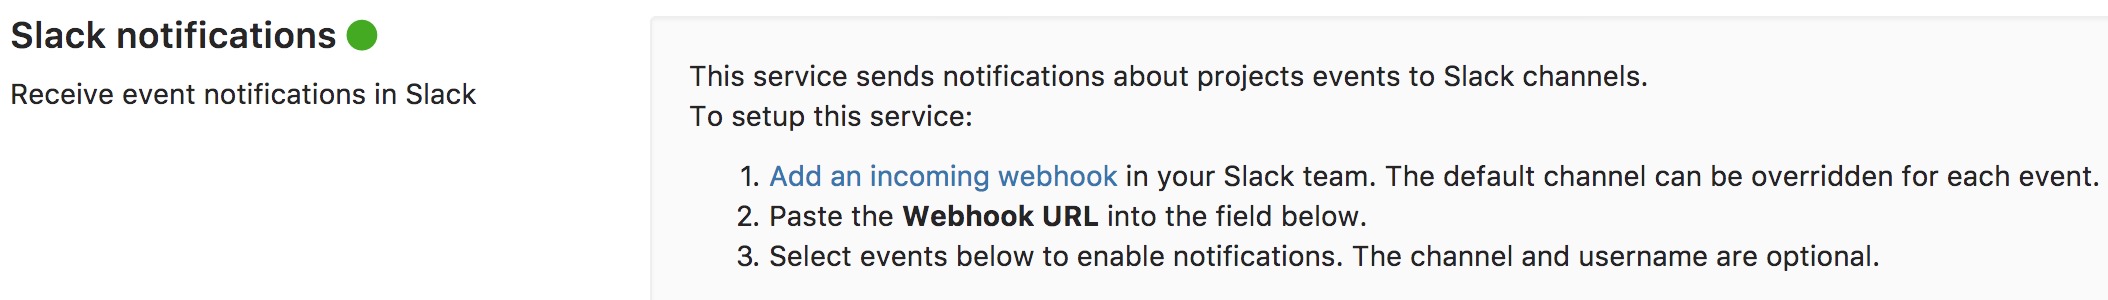 Slack notifications
Receive event notifications in Slack
This service sends notifications about projects events to Slack channels.
To setup this service:
1. Add an incoming webhook in your Slack team. The default channel can be overridden for each event.
2. Paste the Webhook URL into the field below.
3. Select events below to enable notifications. The channel and username are optional.